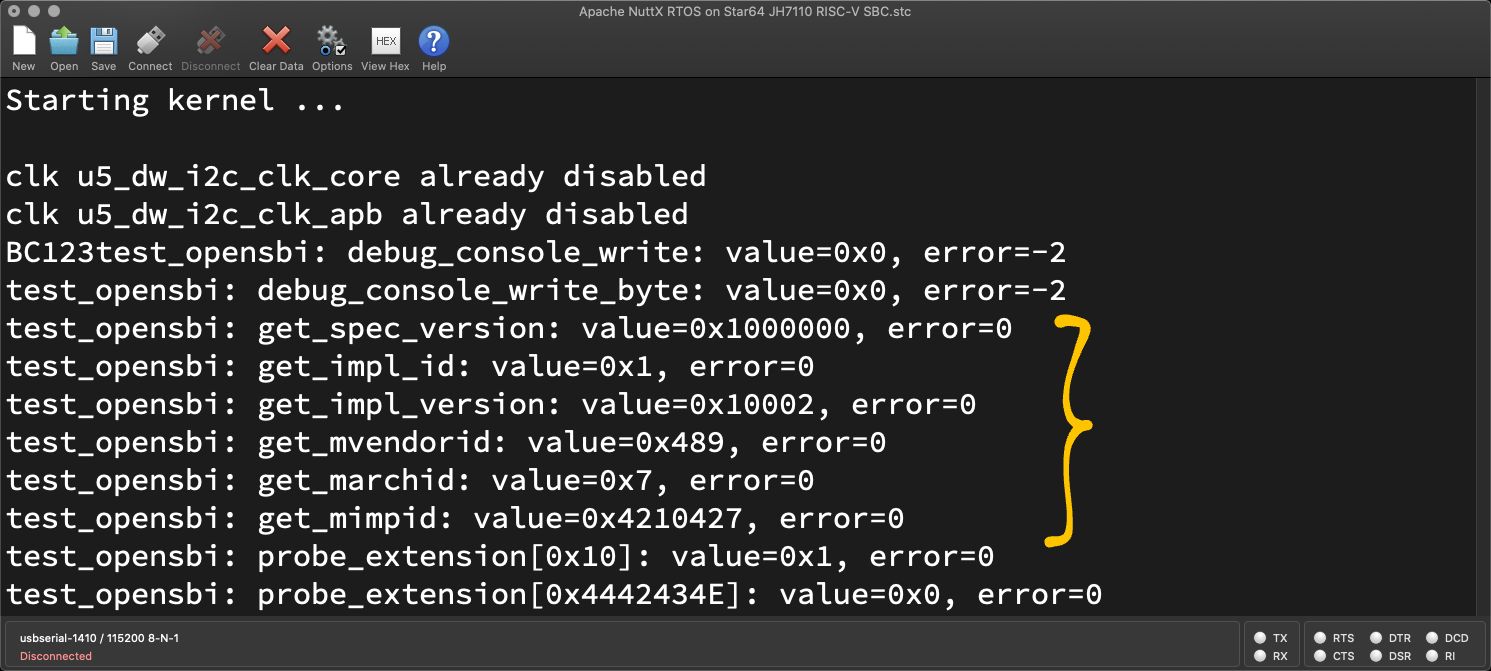 Apache NuttX RTOS on Star64 JH7110 RISC-V SBC.stc
New Open Save Connect Disconnect Clear Data Options HEX View Hex ? Help
Starting kernel ...
clk u5_dw_i2c_clk_core already disabled
clk u5_dw_i2c_clk_apb already disabled
BC123test_opensbi: debug_console_write: value=0x0, error=-2
test_opensbi: debug_console_write_byte: value=0x0, error=-2
test_opensbi: get_spec_version: value=0x1000000, error=0
test_opensbi: get_impl_id: value=0x1, error=0
test_opensbi: get_impl_version: value=0x10002, error=0
test_opensbi: get_mvendorid: value=0x489, error=0
test_opensbi: get_marchid: value=0x7, error=0
test_opensbi: get_mimpid: value=0x4210427, error=0
test_opensbi: probe_extension[0x10]: value=0x1, error=0
test_opensbi: probe_extension[0x4442434E]: value=0x0, error=0
usbserial-1410 / 115200 8-N-1
Disconnected
TX RTS DTR DCD
RX CTS DSR RI